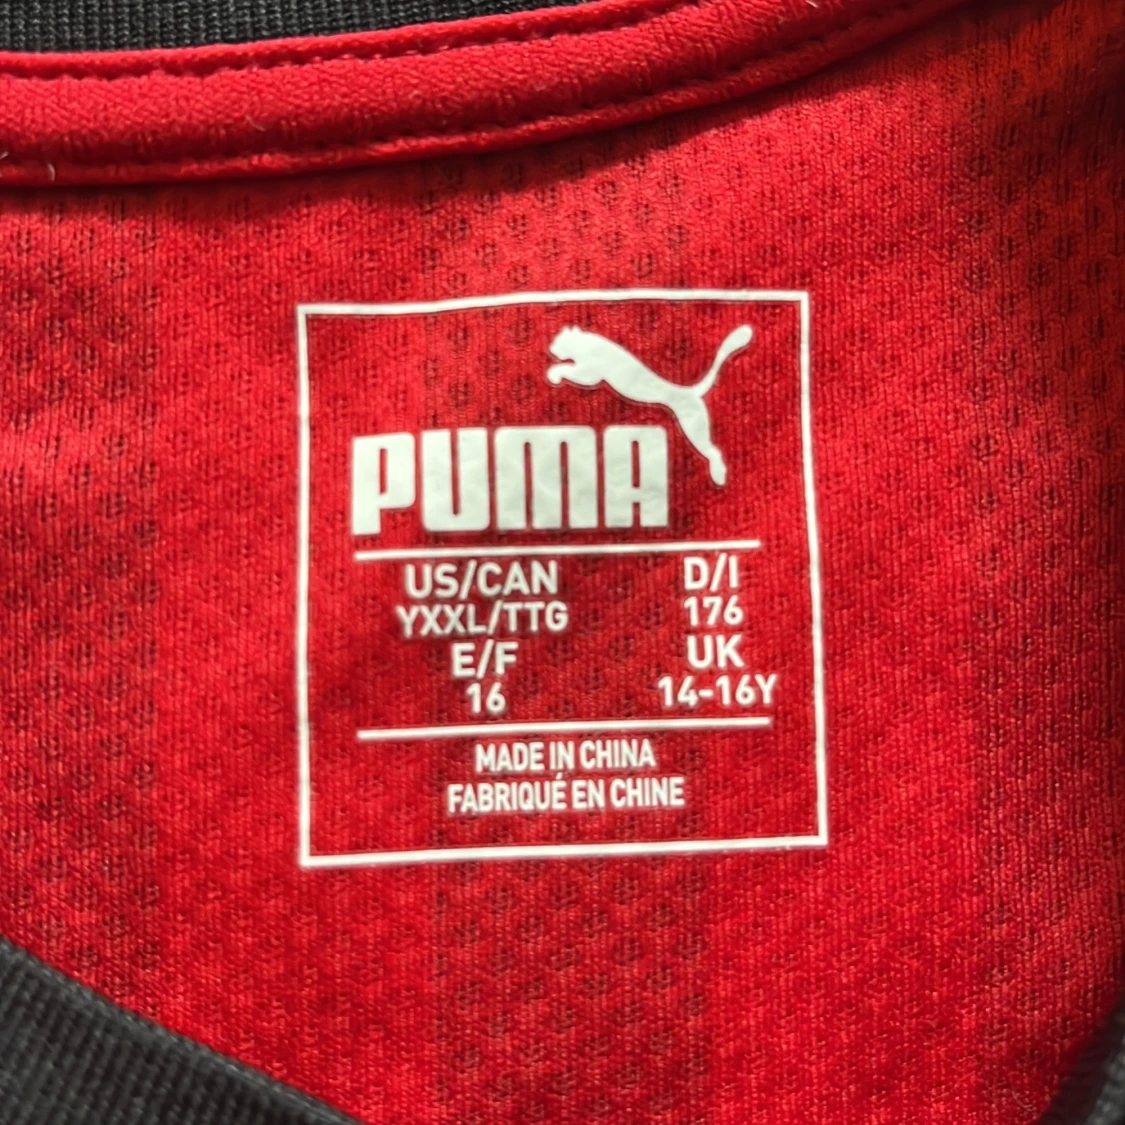 PUMA
US/CAN D/I
YXXL/TTG 176
E/F UK
16 14-16Y
MADE IN CHINA
FABRIQUÉ EN CHINE